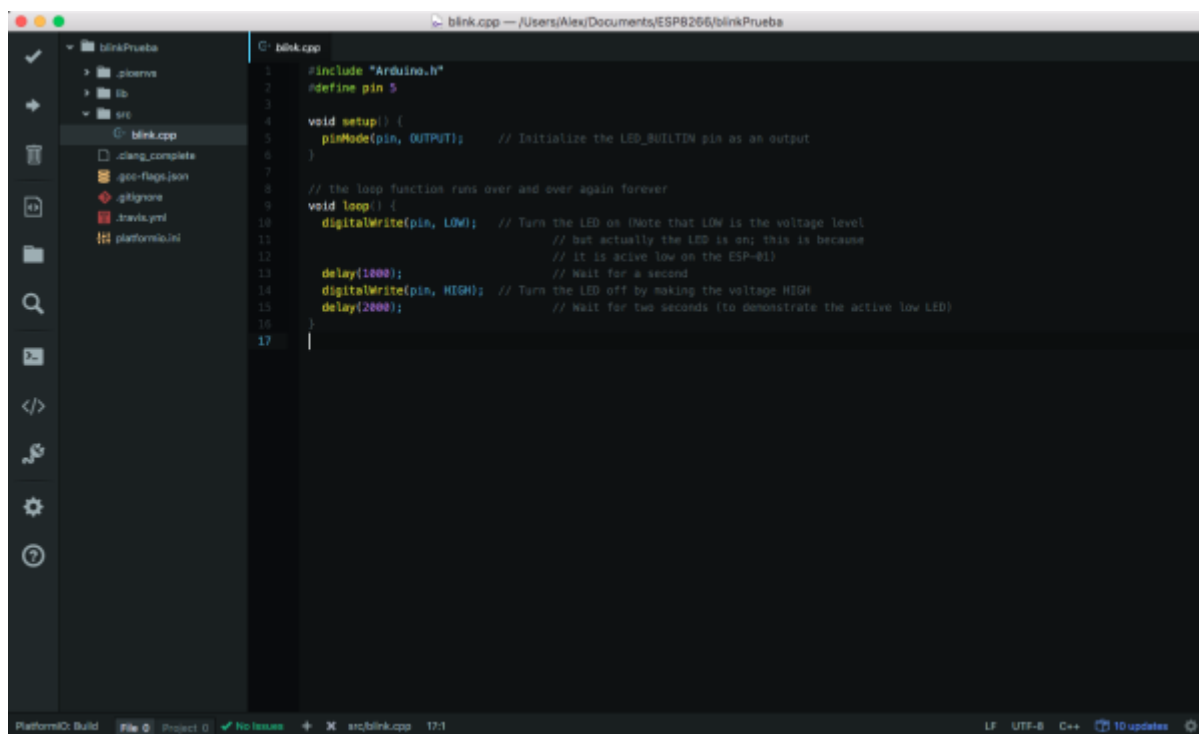 blink.cpp — /Users/Alex/Documents/ESP8266/blinkPrueba
blinkPrueba
.pioenvs
lib
src
blink.cpp
.clang_complete
.gcc-flags.json
.gitignore
.travis.yml
platformio.ini
blink.cpp
1 #include "Arduino.h"
2 #define pin 5
3
4 void setup() {
5 pinMode(pin, OUTPUT); // Initialize the LED_BUILTIN pin as an output
6 }
7
8 // the loop function runs over and over again forever
9 void loop() {
10 digitalWrite(pin, LOW); // Turn the LED on (Note that LOW is the voltage level
11 // but actually the LED is on; this is because
12 // it is acive low on the ESP-01)
13 delay(1000); // Wait for a second
14 digitalWrite(pin, HIGH); // Turn the LED off by making the voltage HIGH
15 delay(2000); // Wait for two seconds (to demonstrate the active low LED)
16 }
17
PlatformIO: Build File 0 Project 0 No Issues src/blink.cpp 17:1 LF UTF-8 C++ 10 updates